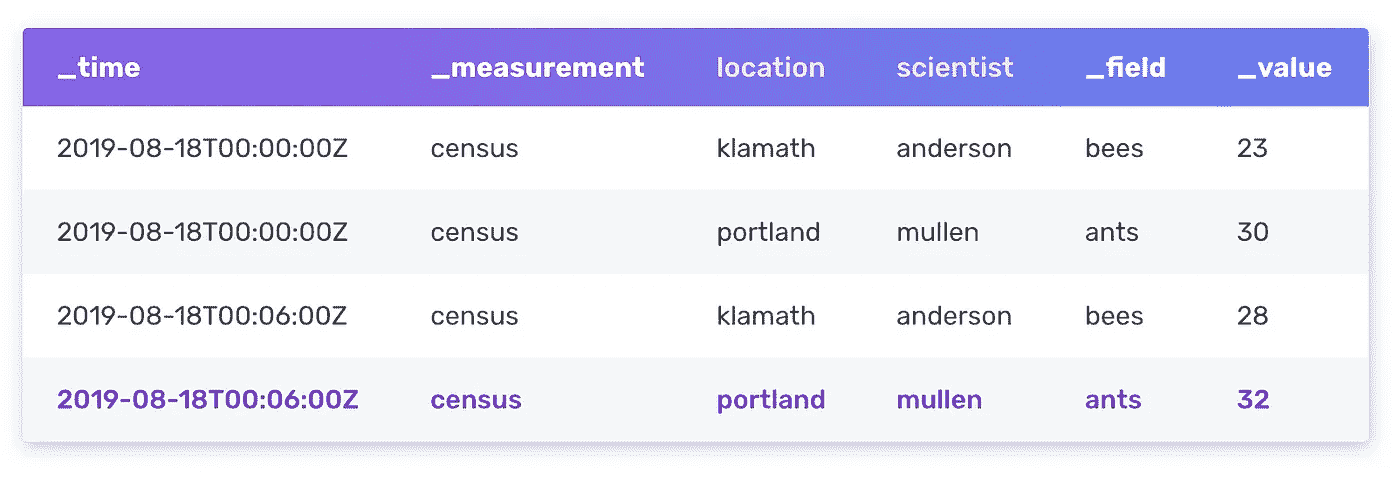 _time _measurement location scientist _field _value
2019-08-18T00:00:00Z census klamath anderson bees 23
2019-08-18T00:00:00Z census portland mullen ants 30
2019-08-18T00:06:00Z census klamath anderson bees 28
2019-08-18T00:06:00Z census portland mullen ants 32